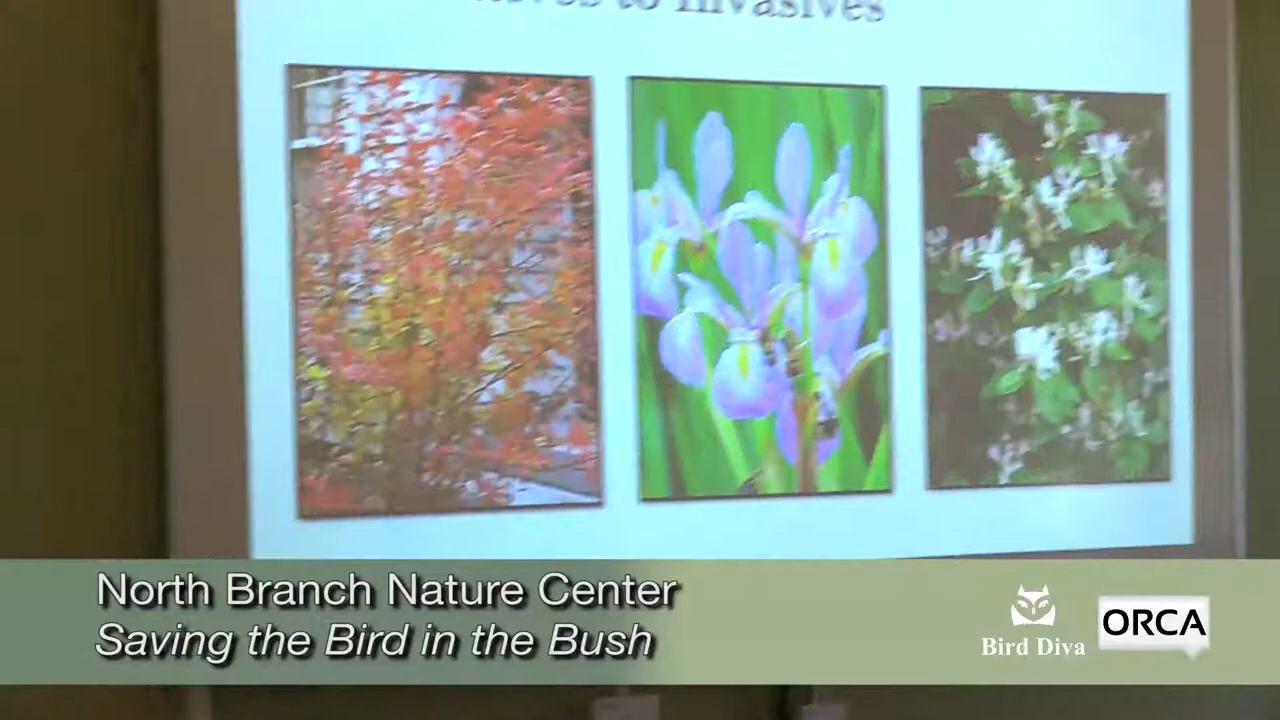 to Invasives
North Branch Nature Center
Saving the Bird in the Bush
Bird Diva
ORCA